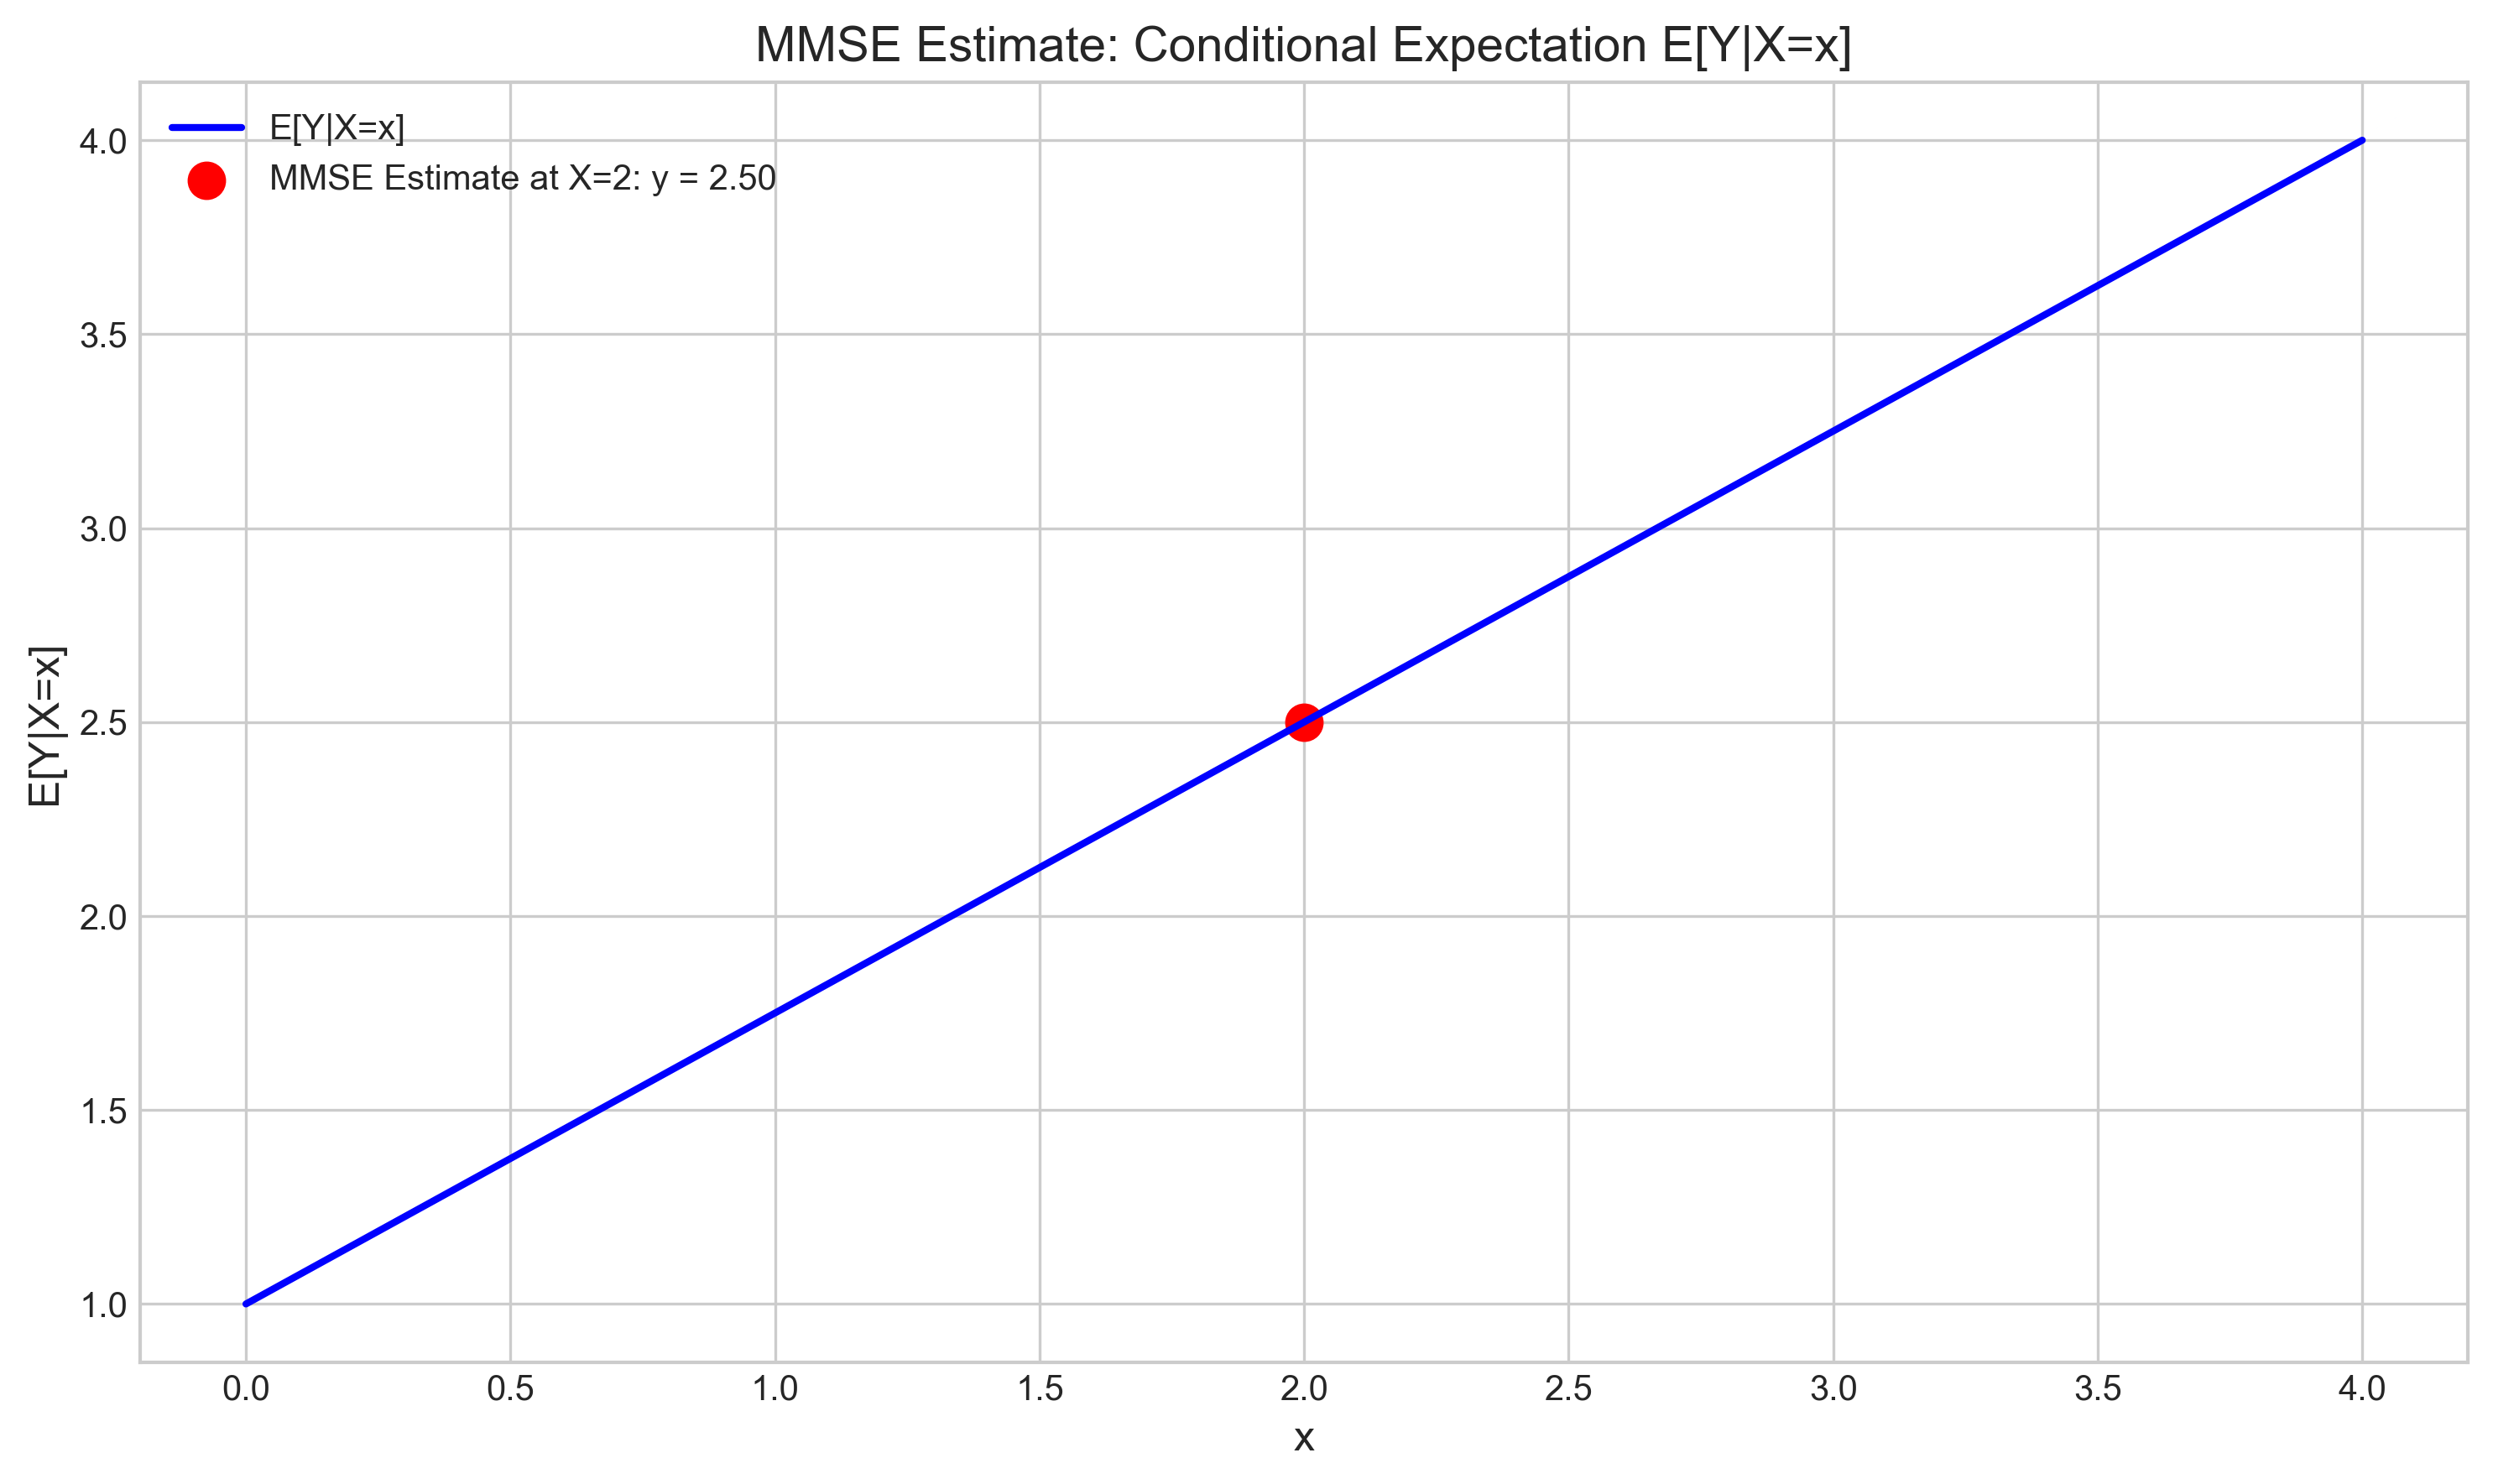 MMSE Estimate: Conditional Expectation E[Y|X=x]
E[Y|X=x]
MMSE Estimate at X=2: y = 2.50
E[Y|X=x]
4.0
3.5
3.0
2.5
2.0
1.5
1.0
0.0 0.5 1.0 1.5 2.0 2.5 3.0 3.5 4.0
x